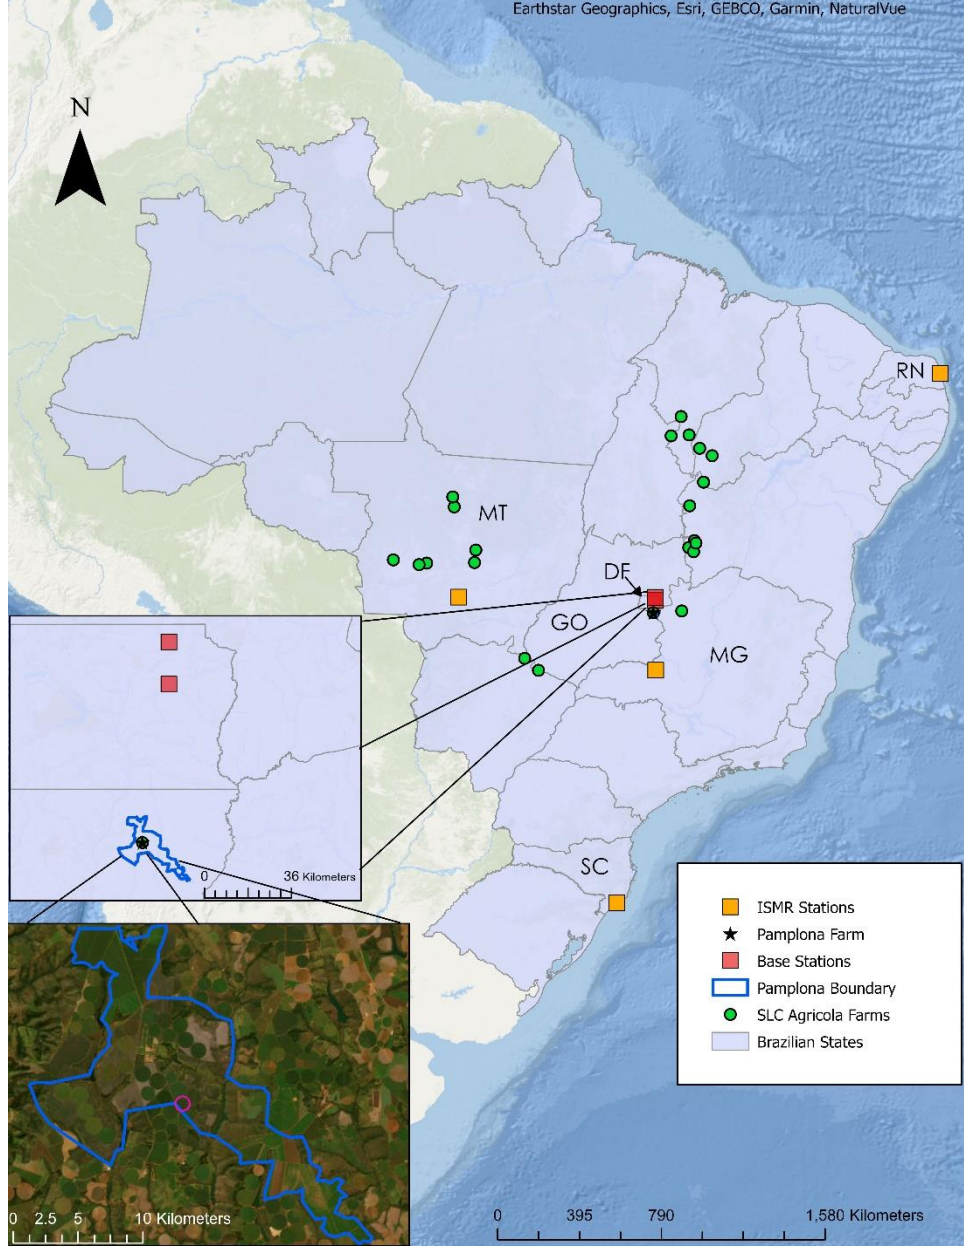 Earthstar Geographics, Esri, GEBCO, Garmin, NaturalVue
N
RN
MT
DF
GO
MG
SC
0 36 Kilometers
ISMR Stations
Pamplona Farm
Base Stations
Pamplona Boundary
SLC Agricola Farms
Brazilian States
0 2.5 5 10 Kilometers
0 395 790 1,580 Kilometers